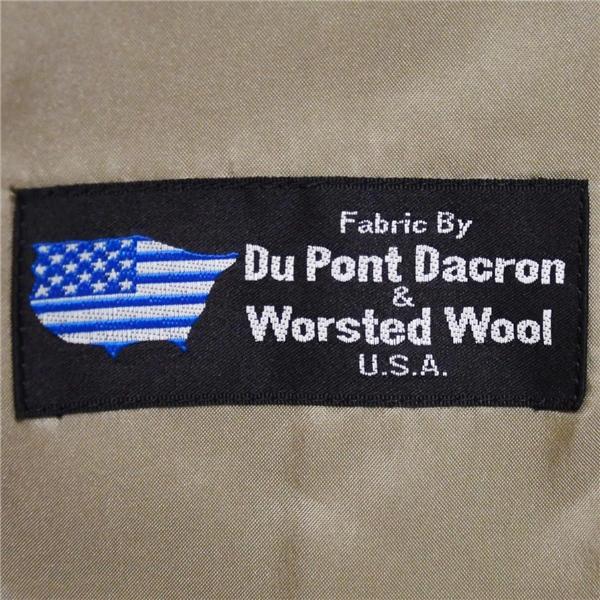 Fabric By
Du Pont Dacron
&
Worsted Wool
U.S.A.